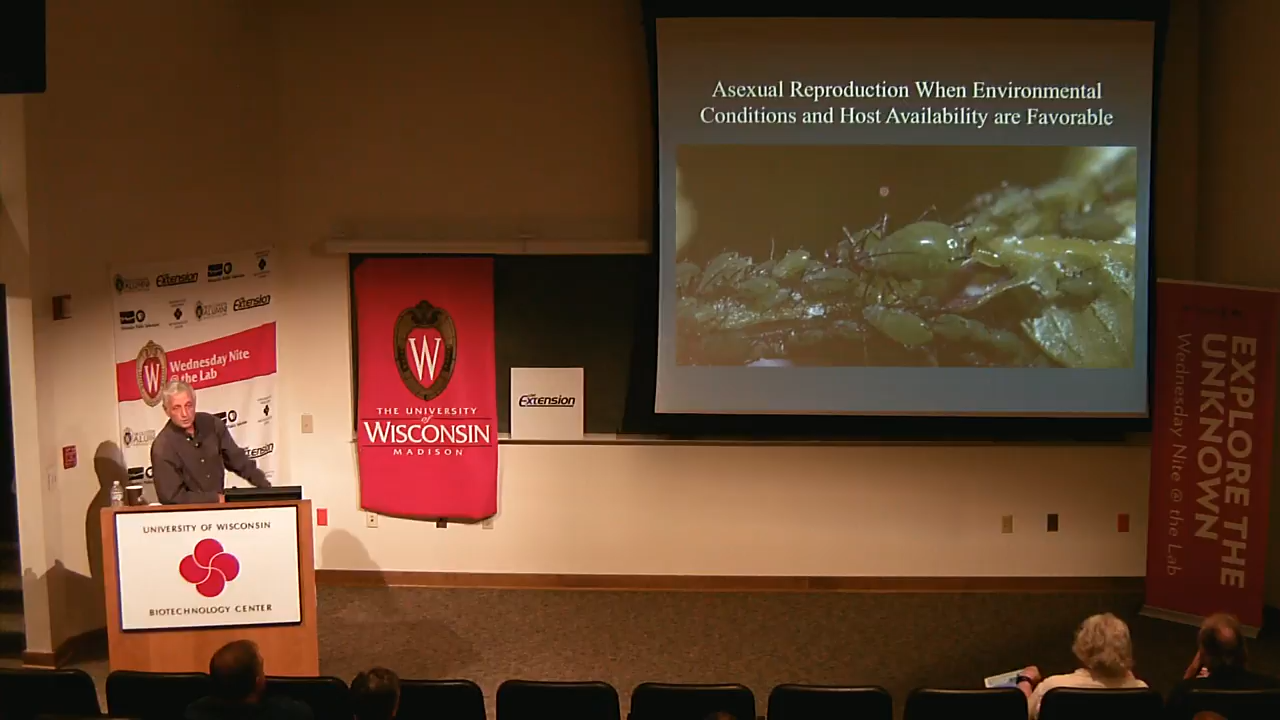 Asexual Reproduction When Environmental
Conditions and Host Availability are Favorable
Extension
Extension
Wednesday Nite
@ the Lab
W
W
THE UNIVERSITY
of
WISCONSIN
MADISON
Extension
EXPLORE THE
UNKNOWN
Wednesday Nite @ the Lab
UNIVERSITY OF WISCONSIN
BIOTECHNOLOGY CENTER